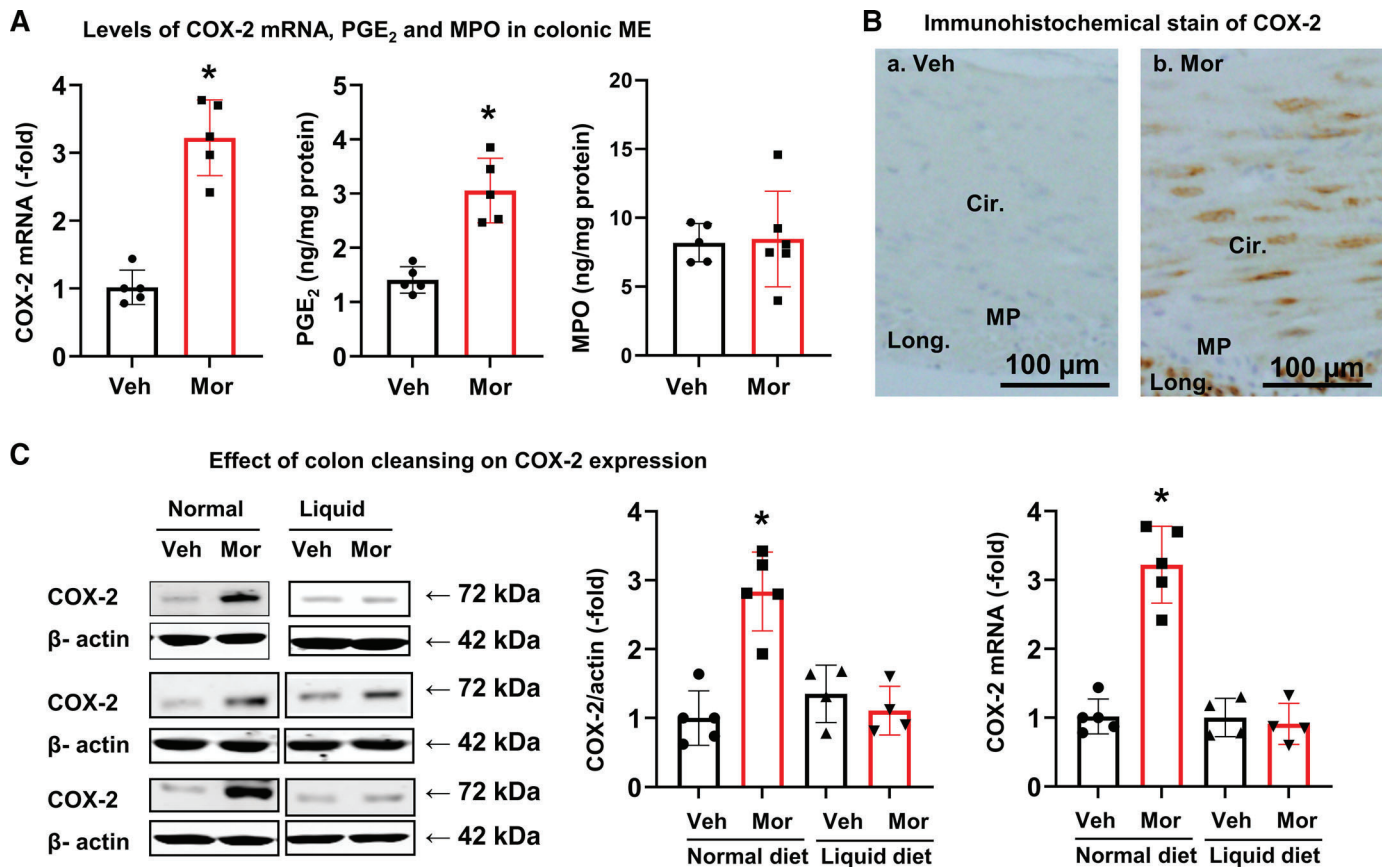 A
Levels of COX-2 mRNA, PGE₂ and MPO in colonic ME
COX-2 mRNA (-fold)
4
3
2
1
0
*
Veh Mor
PGE₂ (ng/mg protein)
5
4
3
2
1
0
*
Veh Mor
MPO (ng/mg protein)
20
15
10
5
0
Veh Mor
B
Immunohistochemical stain of COX-2
a. Veh
Cir.
MP
Long.
100 µm
b. Mor
Cir.
MP
Long.
100 µm
C
Effect of colon cleansing on COX-2 expression
Normal Liquid
Veh Mor Veh Mor
COX-2 ← 72 kDa
β- actin ← 42 kDa
COX-2 ← 72 kDa
β- actin ← 42 kDa
COX-2 ← 72 kDa
β- actin ← 42 kDa
COX-2/actin (-fold)
4
3
2
1
0
*
Veh Mor Veh Mor
Normal diet Liquid diet
COX-2 mRNA (-fold)
4
3
2
1
0
*
Veh Mor Veh Mor
Normal diet Liquid diet